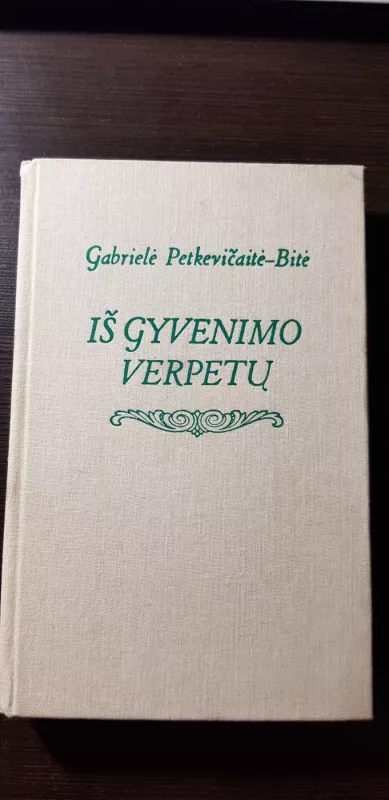 Gabrielė Petkevičaitė-Bitė
IŠ GYVENIMO
VERPETŲ